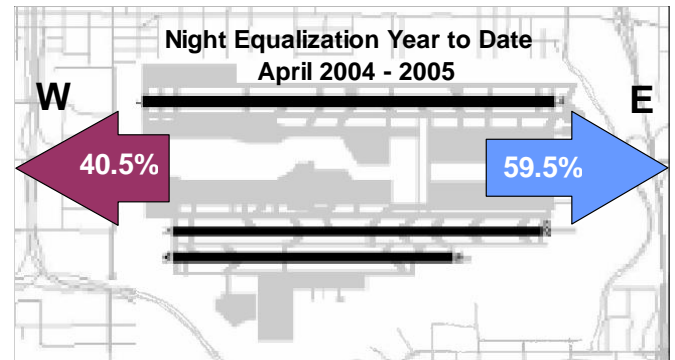 Night Equalization Year to Date
April 2004 - 2005
W
E
40.5%
59.5%